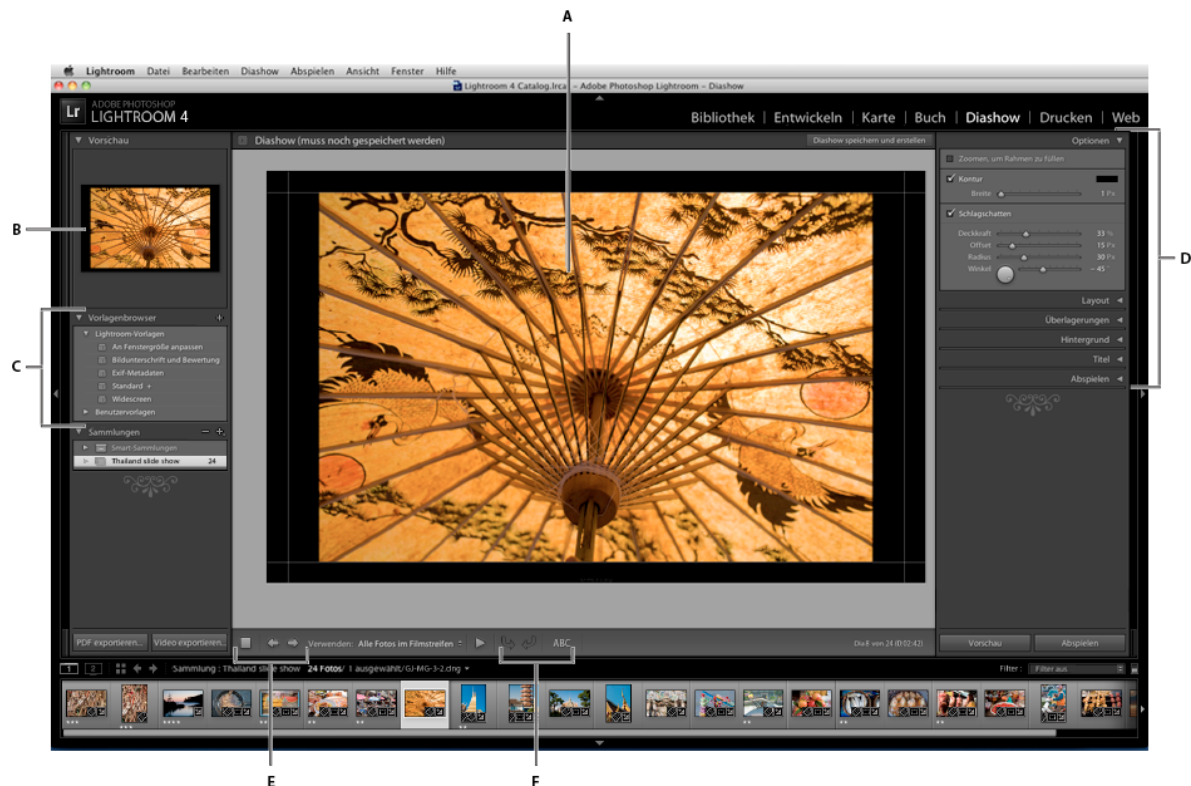 A
Lightroom Datei Bearbeiten Diashow Abspielen Ansicht Fenster Hilfe
Lightroom 4 Catalog.lrcat – Adobe Photoshop Lightroom – Diashow
Lr ADOBE PHOTOSHOP
LIGHTROOM 4
Bibliothek | Entwickeln | Karte | Buch | Diashow | Drucken | Web
Vorschau
Diashow (muss noch gespeichert werden)
Diashow speichern und erstellen
Optionen
Zoomen, um Rahmen zu füllen
Kontur
Breite 1 Px
Schlagschatten
Deckkraft 33 %
Offset 15 Px
Radius 30 Px
Winkel – 45 °
B
D
Layout
Überlagerungen
Hintergrund
Titel
Abspielen
C
Vorlagenbrowser +
Lightroom-Vorlagen
An Fenstergröße anpassen
Bildunterschrift und Bewertung
Exif-Metadaten
Standard +
Widescreen
Benutzervorlagen
Sammlungen – +
Smart-Sammlungen
Thailand slide show 24
PDF exportieren... Video exportieren...
Verwenden: Alle Fotos im Filmstreifen
ABC
Dia 8 von 24 (0:02:42)
Vorschau Abspielen
1 2 Sammlung : Thailand slide show 24 Fotos/ 1 ausgewählt/GJ-MG-3-2.dng
Filter : Filter aus
E F